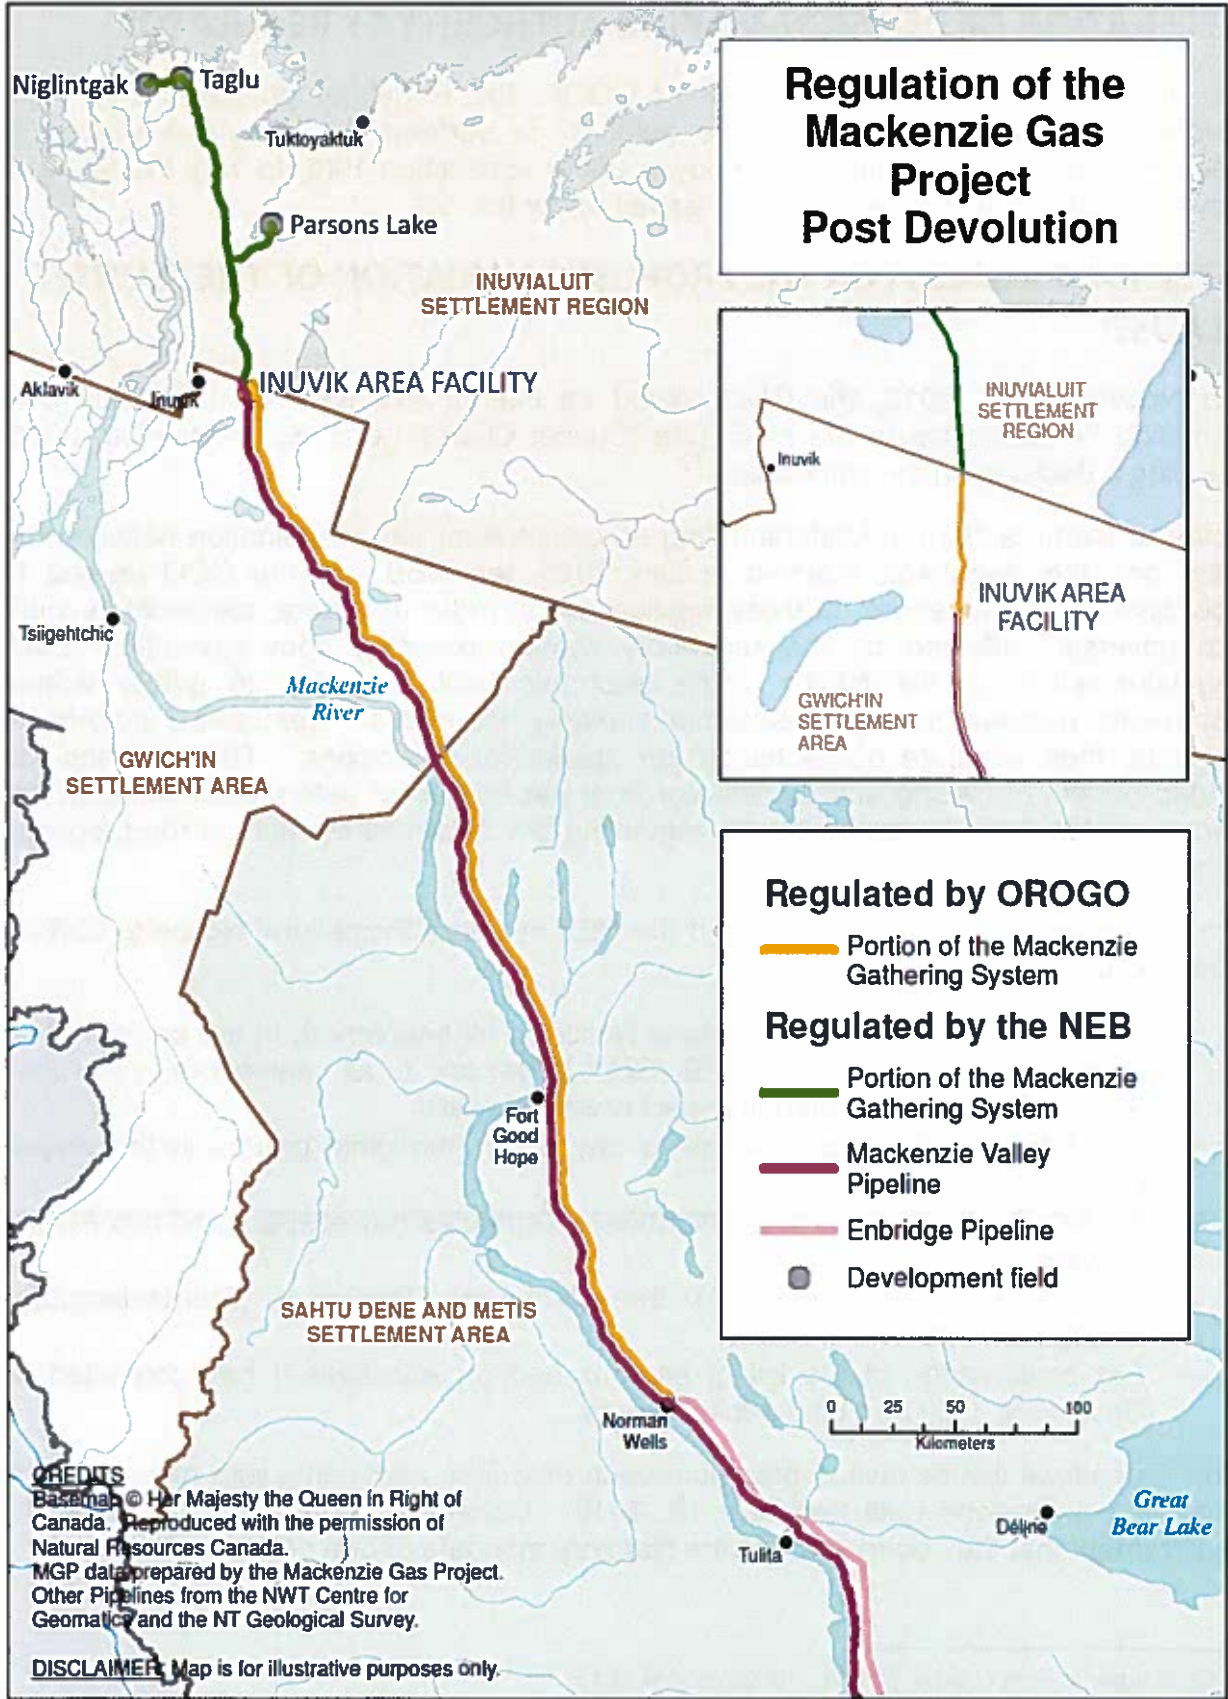 Regulation of the
Mackenzie Gas
Project
Post Devolution
Niglintgak
Taglu
Tuktoyaktuk
Parsons Lake
INUVIALUIT
SETTLEMENT REGION
Aklavik
Inuvik
INUVIK AREA FACILITY
Tsiigehtchic
Mackenzie
River
GWICH'IN
SETTLEMENT AREA
INUVIALUIT
SETTLEMENT
REGION
Inuvik
INUVIK AREA
FACILITY
GWICH'IN
SETTLEMENT
AREA
Regulated by OROGO
Portion of the Mackenzie
Gathering System
Regulated by the NEB
Portion of the Mackenzie
Gathering System
Mackenzie Valley
Pipeline
Enbridge Pipeline
Development field
Fort
Good
Hope
SAHTU DENE AND METIS
SETTLEMENT AREA
Norman
Wells
0 25 50 100
Kilometers
Tulita
Déline
Great
Bear Lake
CREDITS
Basemap © Her Majesty the Queen in Right of
Canada. Reproduced with the permission of
Natural Resources Canada.
MGP data prepared by the Mackenzie Gas Project.
Other Pipelines from the NWT Centre for
Geomatics and the NT Geological Survey.
DISCLAIMER: Map is for illustrative purposes only.